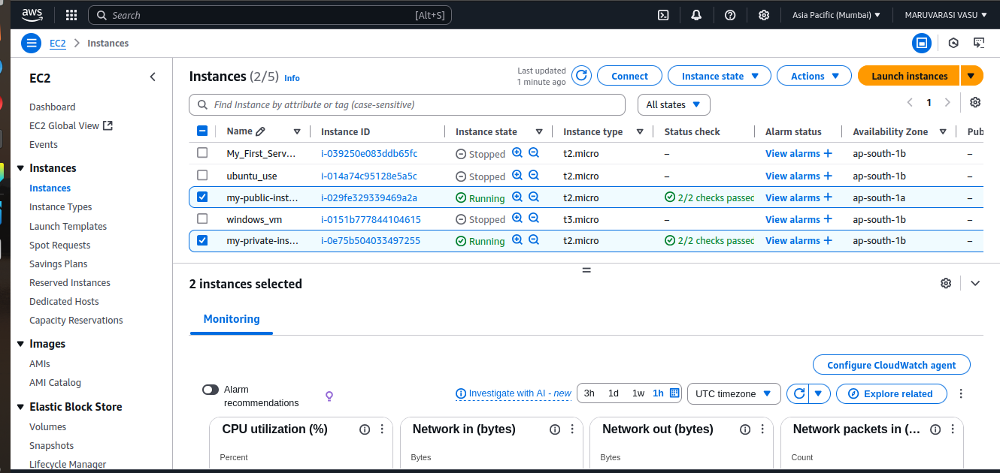 aws
Search [Alt+S]
Asia Pacific (Mumbai)
MARUVARASI VASU
EC2 Instances
EC2
Dashboard
EC2 Global View
Events
Instances
Instances
Instance Types
Launch Templates
Spot Requests
Savings Plans
Reserved Instances
Dedicated Hosts
Capacity Reservations
Images
AMIs
AMI Catalog
Elastic Block Store
Volumes
Snapshots
Lifecycle Manager
Instances (2/5) Info
Last updated
1 minute ago
Connect
Instance state
Actions
Launch instances
Find Instance by attribute or tag (case-sensitive)
All states
1
Name Instance ID Instance state Instance type Status check Alarm status Availability Zone Pub
My_First_Serv... i-039250e083ddb65fc Stopped t2.micro – View alarms + ap-south-1b –
ubuntu_use i-014a74c95128e5a5c Stopped t2.micro – View alarms + ap-south-1b –
my-public-inst... i-029fe329339469a2a Running t2.micro 2/2 checks passed View alarms + ap-south-1a –
windows_vm i-0151b777844104615 Stopped t3.micro – View alarms + ap-south-1b –
my-private-ins... i-0e75b504033497255 Running t2.micro 2/2 checks passed View alarms + ap-south-1b –
2 instances selected
Monitoring
Configure CloudWatch agent
Alarm
recommendations
Investigate with AI - new
3h 1d 1w 1h
UTC timezone
Explore related
CPU utilization (%)
Percent
Network in (bytes)
Bytes
Network out (bytes)
Bytes
Network packets in (...
Count